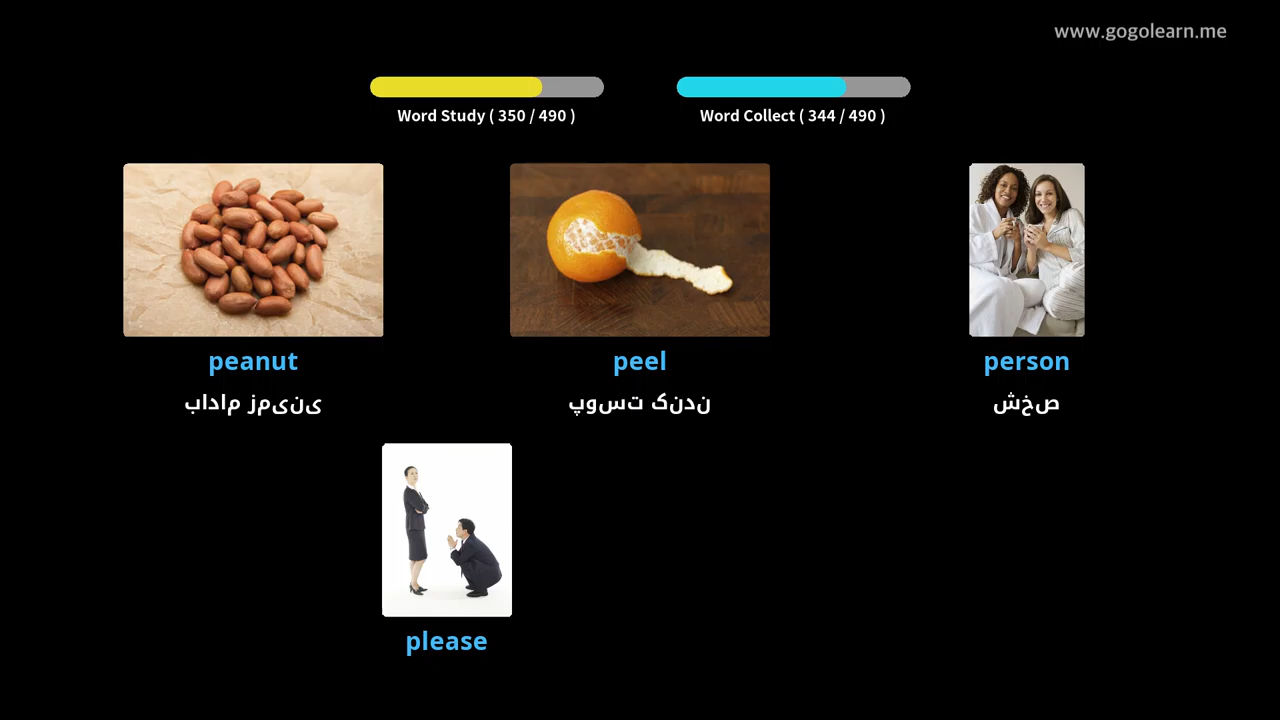 www.gogolearn.me
Word Study ( 350 / 490 )
Word Collect ( 344 / 490 )
peanut
peel
person
بادام زمینی
پوست کندن
شخص
please